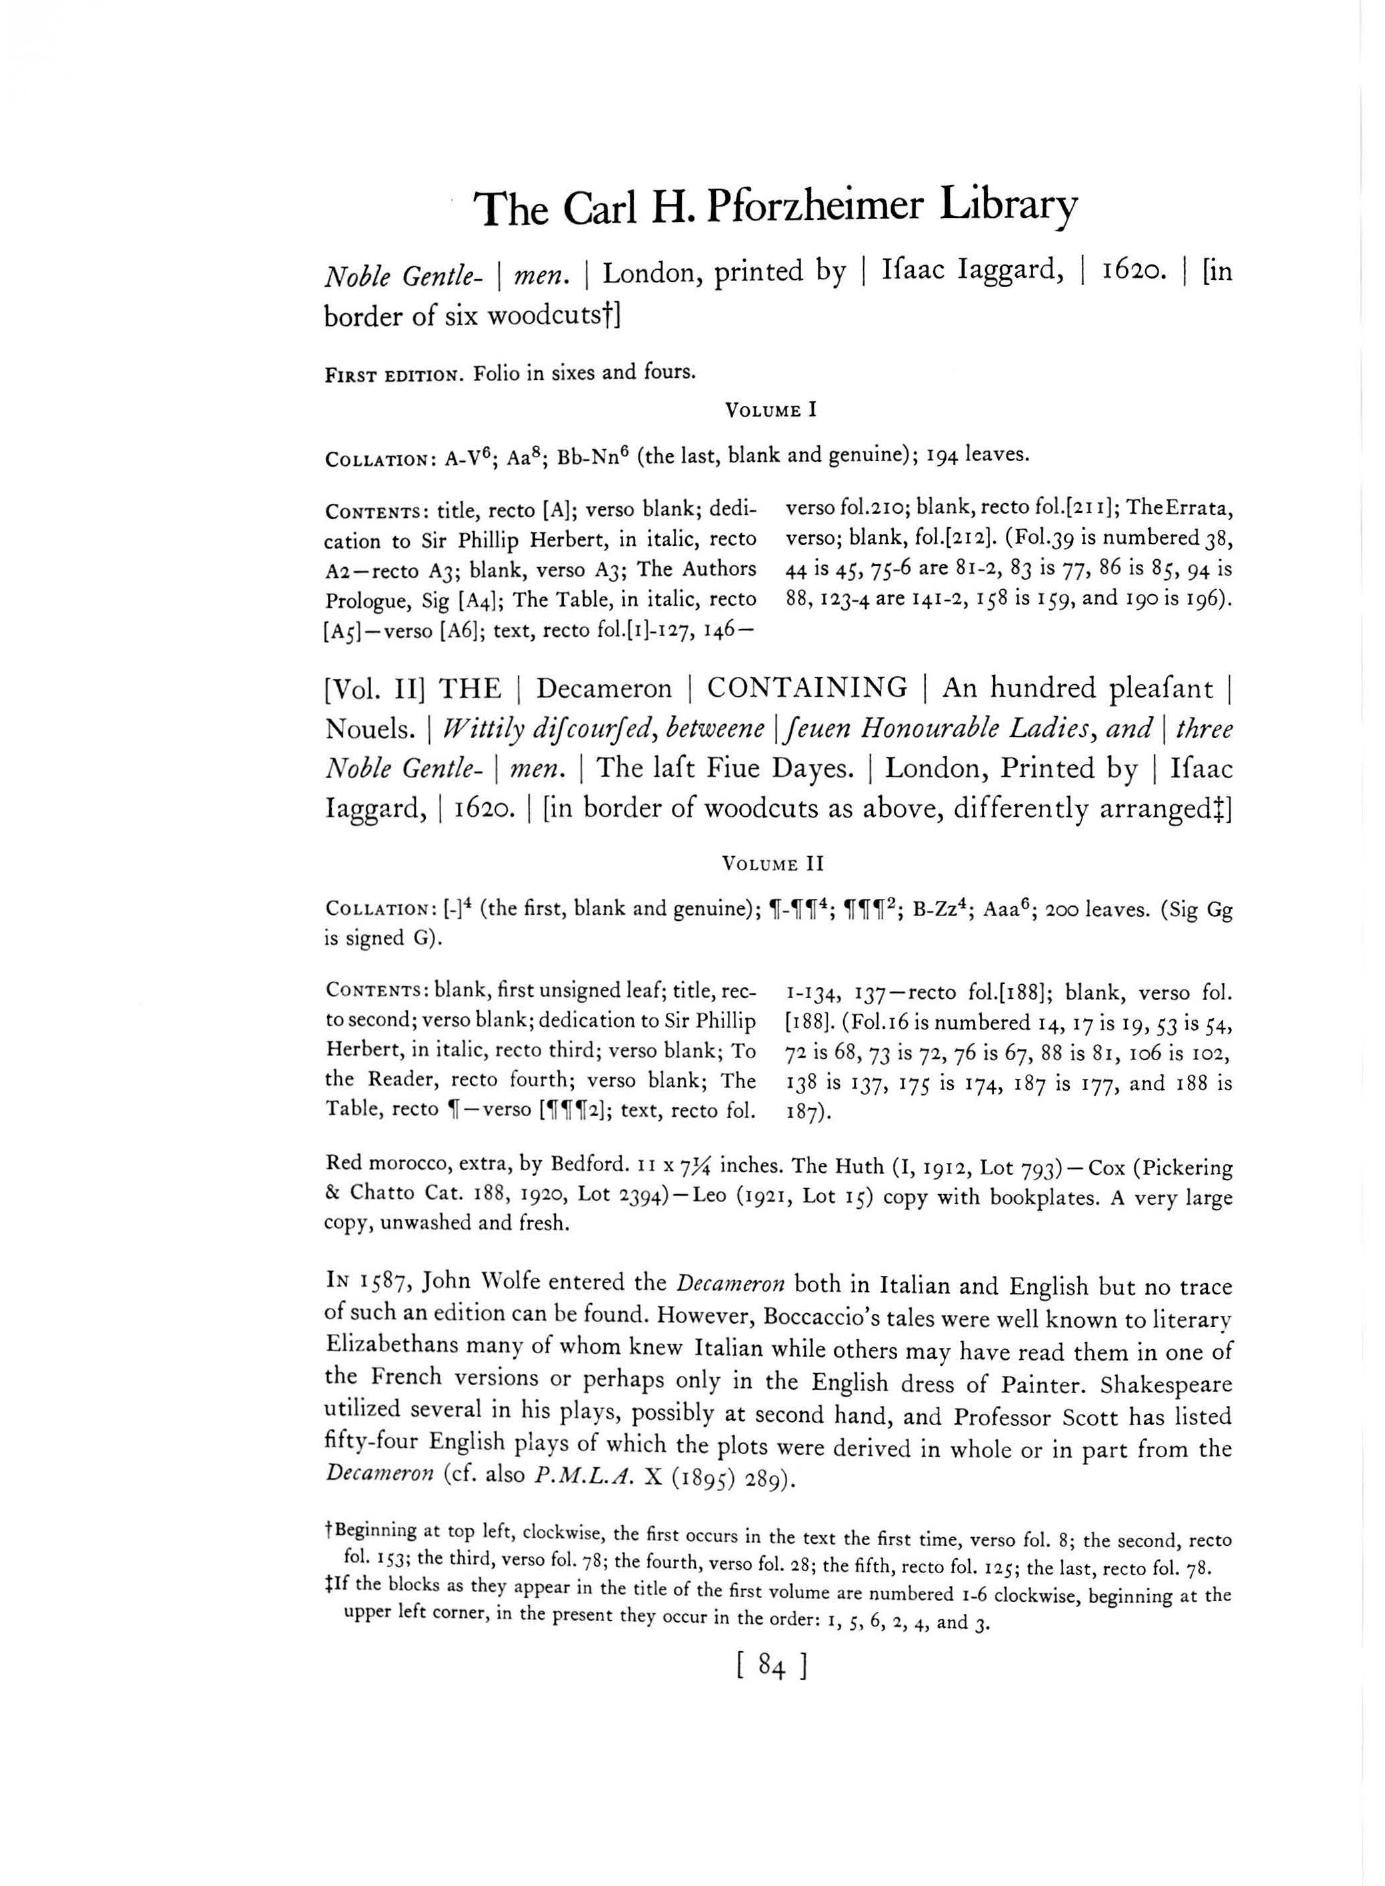 The Carl H. Pforzheimer Library
Noble Gentle- | men. | London, printed by | Iſaac Iaggard, | 1620. | [in
border of six woodcuts†]
First edition. Folio in sixes and fours.
Volume I
Collation: A-V⁶; Aa⁸; Bb-Nn⁶ (the last, blank and genuine); 194 leaves.
Contents: title, recto [A]; verso blank; dedi-
cation to Sir Phillip Herbert, in italic, recto
A2—recto A3; blank, verso A3; The Authors
Prologue, Sig [A4]; The Table, in italic, recto
[A5]—verso [A6]; text, recto fol.[1]-127, 146—
verso fol.210; blank, recto fol.[211]; The Errata,
verso; blank, fol.[212]. (Fol.39 is numbered 38,
44 is 45, 75-6 are 81-2, 83 is 77, 86 is 85, 94 is
88, 123-4 are 141-2, 158 is 159, and 190 is 196).
[Vol. II] THE | Decameron | CONTAINING | An hundred pleaſant |
Nouels. | Wittily diſcourſed, betweene | ſeuen Honourable Ladies, and | three
Noble Gentle- | men. | The laſt Fiue Dayes. | London, Printed by | Iſaac
Iaggard, | 1620. | [in border of woodcuts as above, differently arranged‡]
Volume II
Collation: [-]⁴ (the first, blank and genuine); ¶-¶¶⁴; ¶¶¶²; B-Zz⁴; Aaa⁶; 200 leaves. (Sig Gg
is signed G).
Contents: blank, first unsigned leaf; title, rec-
to second; verso blank; dedication to Sir Phillip
Herbert, in italic, recto third; verso blank; To
the Reader, recto fourth; verso blank; The
Table, recto ¶—verso [¶¶¶2]; text, recto fol.
1-134, 137—recto fol.[188]; blank, verso fol.
[188]. (Fol.16 is numbered 14, 17 is 19, 53 is 54,
72 is 68, 73 is 72, 76 is 67, 88 is 81, 106 is 102,
138 is 137, 175 is 174, 187 is 177, and 188 is
187).
Red morocco, extra, by Bedford. 11 x 7¼ inches. The Huth (I, 1912, Lot 793)—Cox (Pickering
& Chatto Cat. 188, 1920, Lot 2394)—Leo (1921, Lot 15) copy with bookplates. A very large
copy, unwashed and fresh.
In 1587, John Wolfe entered the Decameron both in Italian and English but no trace
of such an edition can be found. However, Boccaccio's tales were well known to literary
Elizabethans many of whom knew Italian while others may have read them in one of
the French versions or perhaps only in the English dress of Painter. Shakespeare
utilized several in his plays, possibly at second hand, and Professor Scott has listed
fifty-four English plays of which the plots were derived in whole or in part from the
Decameron (cf. also P.M.L.A. X (1895) 289).
†Beginning at top left, clockwise, the first occurs in the text the first time, verso fol. 8; the second, recto
fol. 153; the third, verso fol. 78; the fourth, verso fol. 28; the fifth, recto fol. 125; the last, recto fol. 78.
‡If the blocks as they appear in the title of the first volume are numbered 1-6 clockwise, beginning at the
upper left corner, in the present they occur in the order: 1, 5, 6, 2, 4, and 3.
[ 84 ]